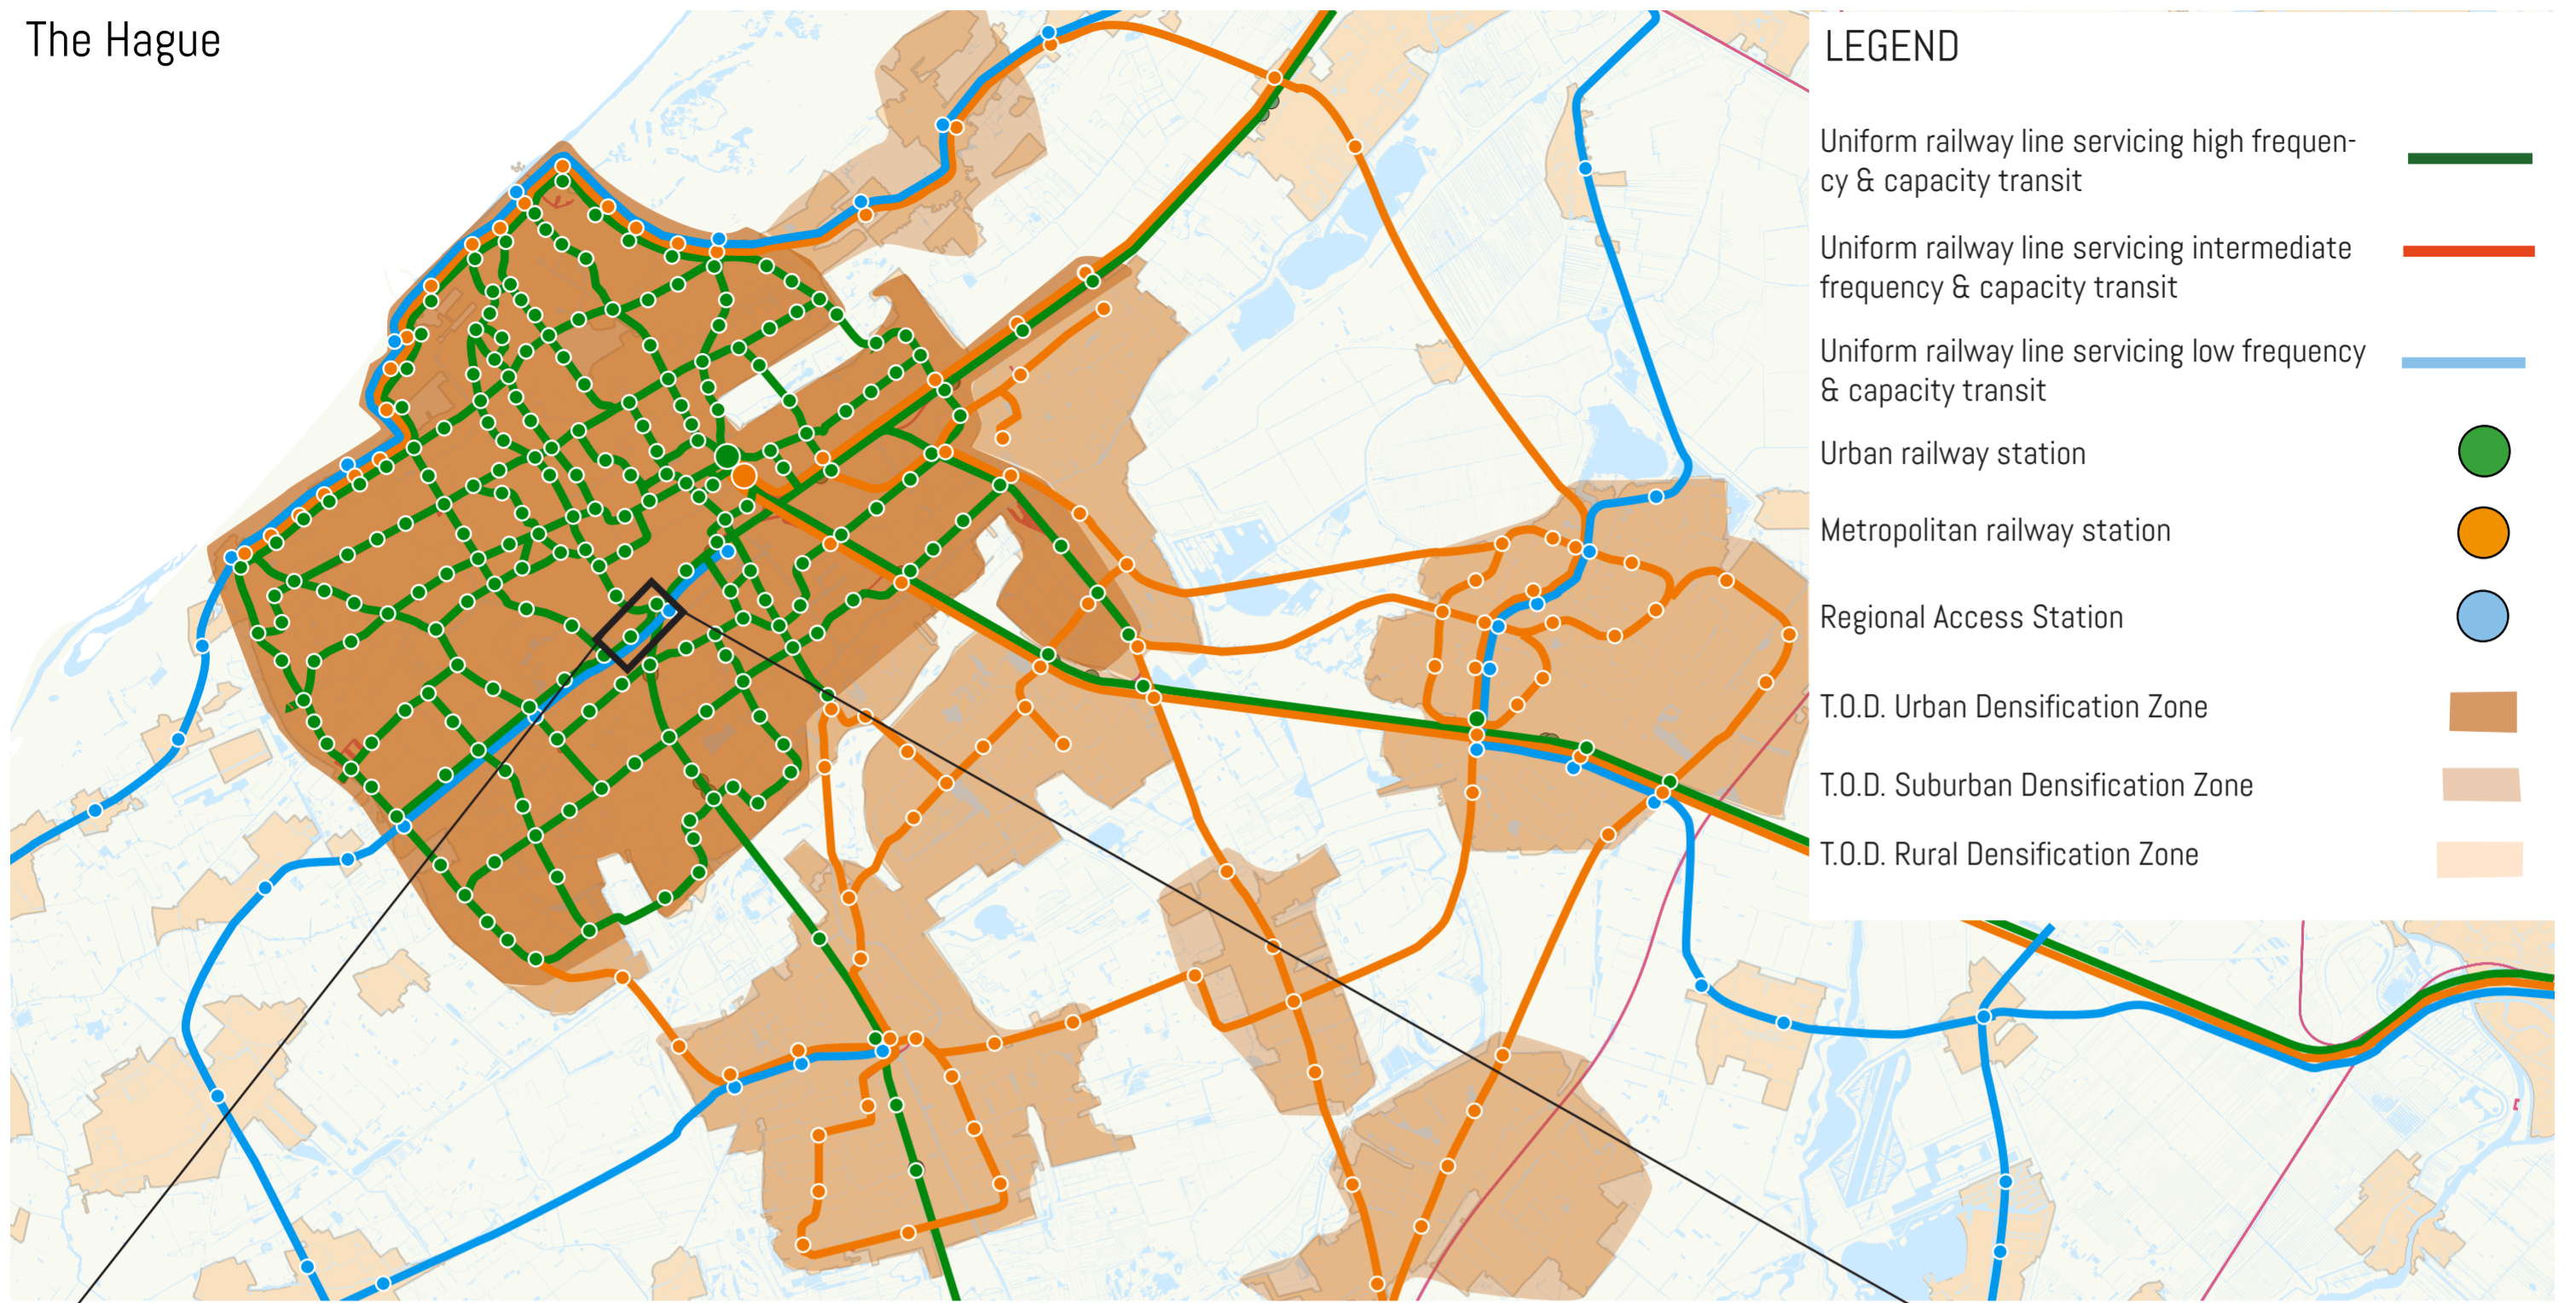 The Hague
LEGEND
Uniform railway line servicing high frequen-
cy & capacity transit
Uniform railway line servicing intermediate
frequency & capacity transit
Uniform railway line servicing low frequency
& capacity transit
Urban railway station
Metropolitan railway station
Regional Access Station
T.O.D. Urban Densification Zone
T.O.D. Suburban Densification Zone
T.O.D. Rural Densification Zone